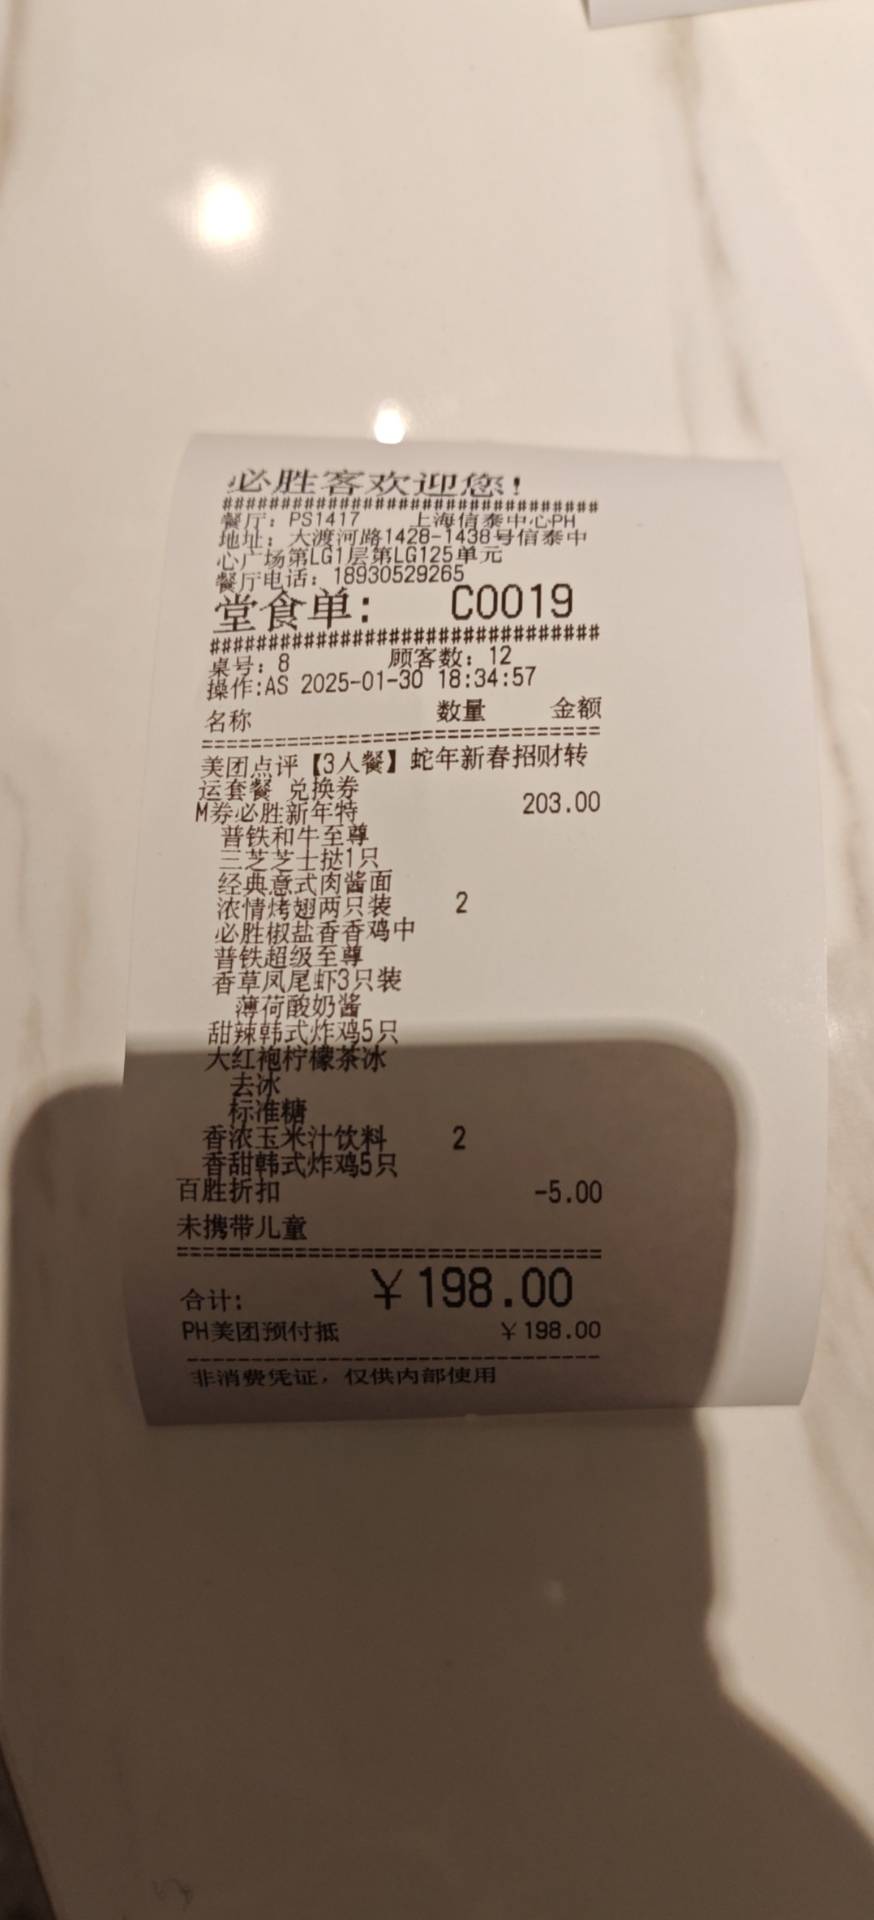 必胜客欢迎您!
################################
餐厅: PS1417 上海信泰中心PH
地址: 大渡河路1428-1438号信泰中
心广场第LG1层第LG125单元
餐厅电话: 18930529265
堂食单: C0019
################################
桌号: 8 顾客数: 12
操作:AS 2025-01-30 18:34:57
名称 数量 金额
================================
美团点评【3人餐】蛇年新春招财转
运套餐 兑换券
M券必胜新年特 203.00
普铁和牛至尊
三芝芝士挞1只
经典意式肉酱面
浓情烤翅两只装 2
必胜椒盐香香鸡中
普铁超级至尊
香草凤尾虾3只装
薄荷酸奶酱
甜辣韩式炸鸡5只
大红袍柠檬茶冰
去冰
标准糖
香浓玉米汁饮料 2
香甜韩式炸鸡5只
百胜折扣 -5.00
未携带儿童
================================
合计: ￥198.00
PH美团预付抵 ￥198.00
--------------------------------
非消费凭证, 仅供内部使用